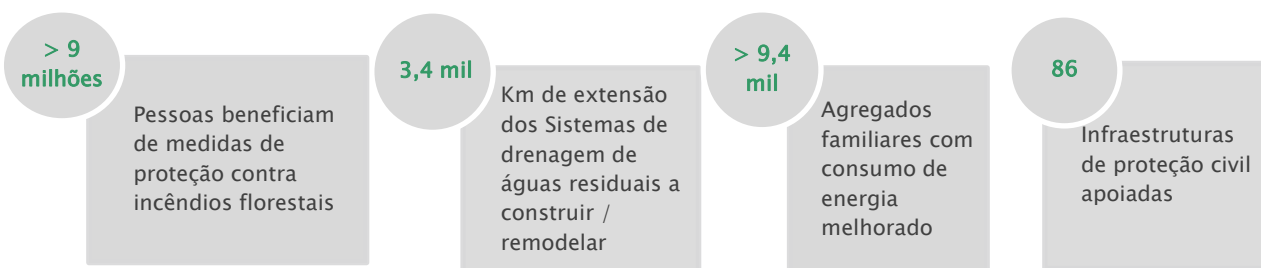 > 9
milhões
Pessoas beneficiam
de medidas de
proteção contra
incêndios florestais
3,4 mil
Km de extensão
dos Sistemas de
drenagem de
águas residuais a
construir /
remodelar
> 9,4
mil
Agregados
familiares com
consumo de
energia
melhorado
86
Infraestruturas
de proteção civil
apoiadas